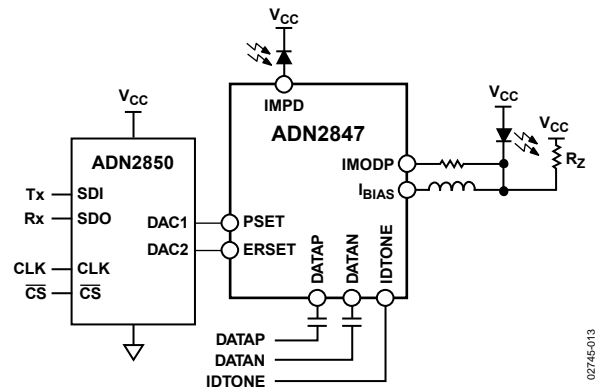 VCC
IMPD
ADN2847
VCC
VCC
RZ
IMODP
IBIAS
VCC
ADN2850
Tx SDI
Rx SDO
CLK CLK
CS CS
DAC1 PSET
DAC2 ERSET
DATAP
DATAN
IDTONE
DATAP
DATAN
IDTONE
02745-013